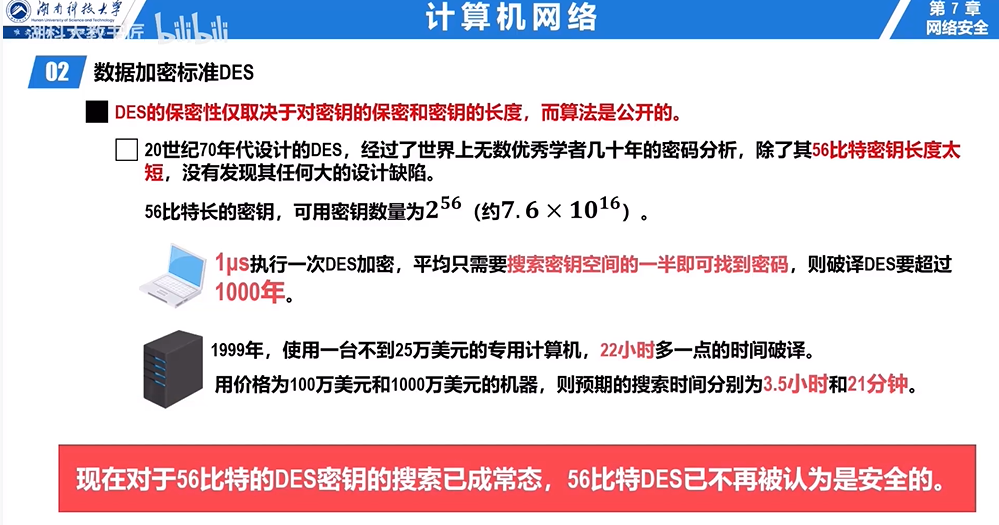 湖南科技大学
Hunan University of Science and Technology
湖科大教书匠 bilibili
计算机网络
第 7 章
网络安全
02 数据加密标准DES
DES的保密性仅取决于对密钥的保密和密钥的长度，而算法是公开的。
20世纪70年代设计的DES，经过了世界上无数优秀学者几十年的密码分析，除了其56比特密钥长度太
短，没有发现其任何大的设计缺陷。
56比特长的密钥，可用密钥数量为2⁵⁶（约7.6 × 10¹⁶）。
1μs执行一次DES加密，平均只需要搜索密钥空间的一半即可找到密码，则破译DES要超过
1000年。
1999年，使用一台不到25万美元的专用计算机，22小时多一点的时间破译。
用价格为100万美元和1000万美元的机器，则预期的搜索时间分别为3.5小时和21分钟。
现在对于56比特的DES密钥的搜索已成常态，56比特DES已不再被认为是安全的。